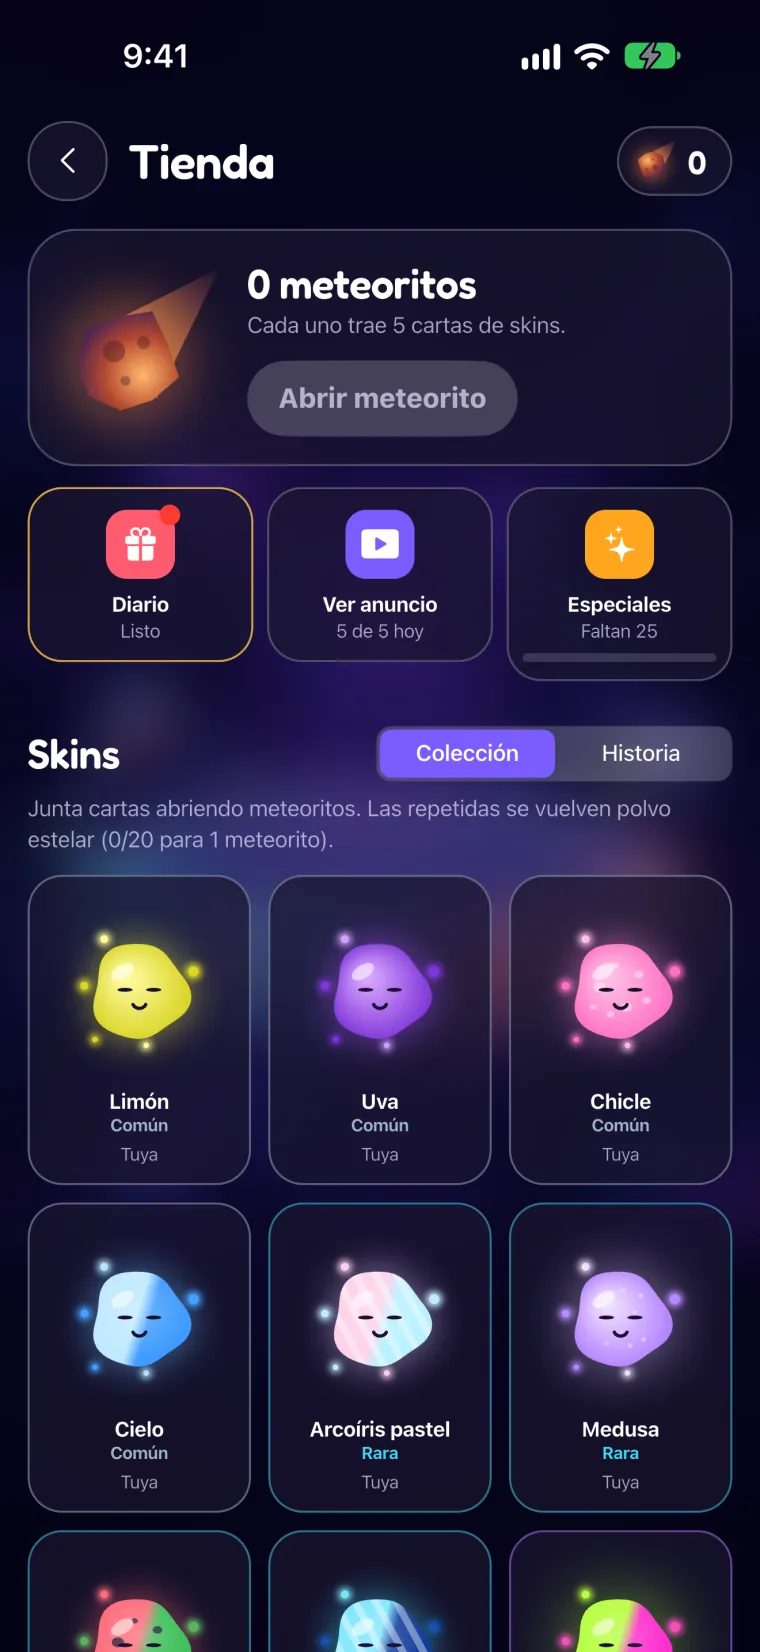 9:41
Tienda
0
0 meteoritos
Cada uno trae 5 cartas de skins.
Abrir meteorito
Diario
Listo
Ver anuncio
5 de 5 hoy
Especiales
Faltan 25
Skins
Colección
Historia
Junta cartas abriendo meteoritos. Las repetidas se vuelven polvo
estelar (0/20 para 1 meteorito).
Limón
Común
Tuya
Uva
Común
Tuya
Chicle
Común
Tuya
Cielo
Común
Tuya
Arcoíris pastel
Rara
Tuya
Medusa
Rara
Tuya